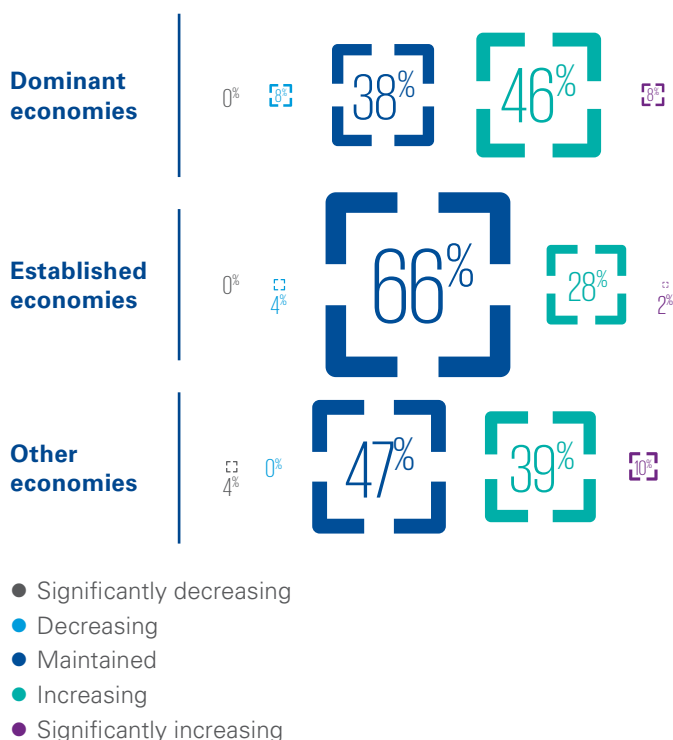 Dominant
economies
0%
8%
38%
46%
8%
Established
economies
0%
4%
66%
28%
2%
Other
economies
4%
0%
47%
39%
10%
Significantly decreasing
Decreasing
Maintained
Increasing
Significantly increasing